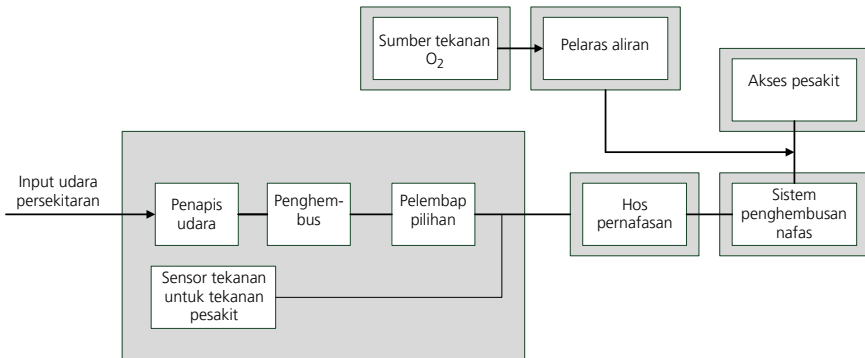 Sumber tekanan
O₂
Pelaras aliran
Akses pesakit
Input udara
persekitaran
Penapis
udara
Penghem-
bus
Pelembap
pilihan
Hos
pernafasan
Sistem
penghembusan
nafas
Sensor tekanan
untuk tekanan
pesakit